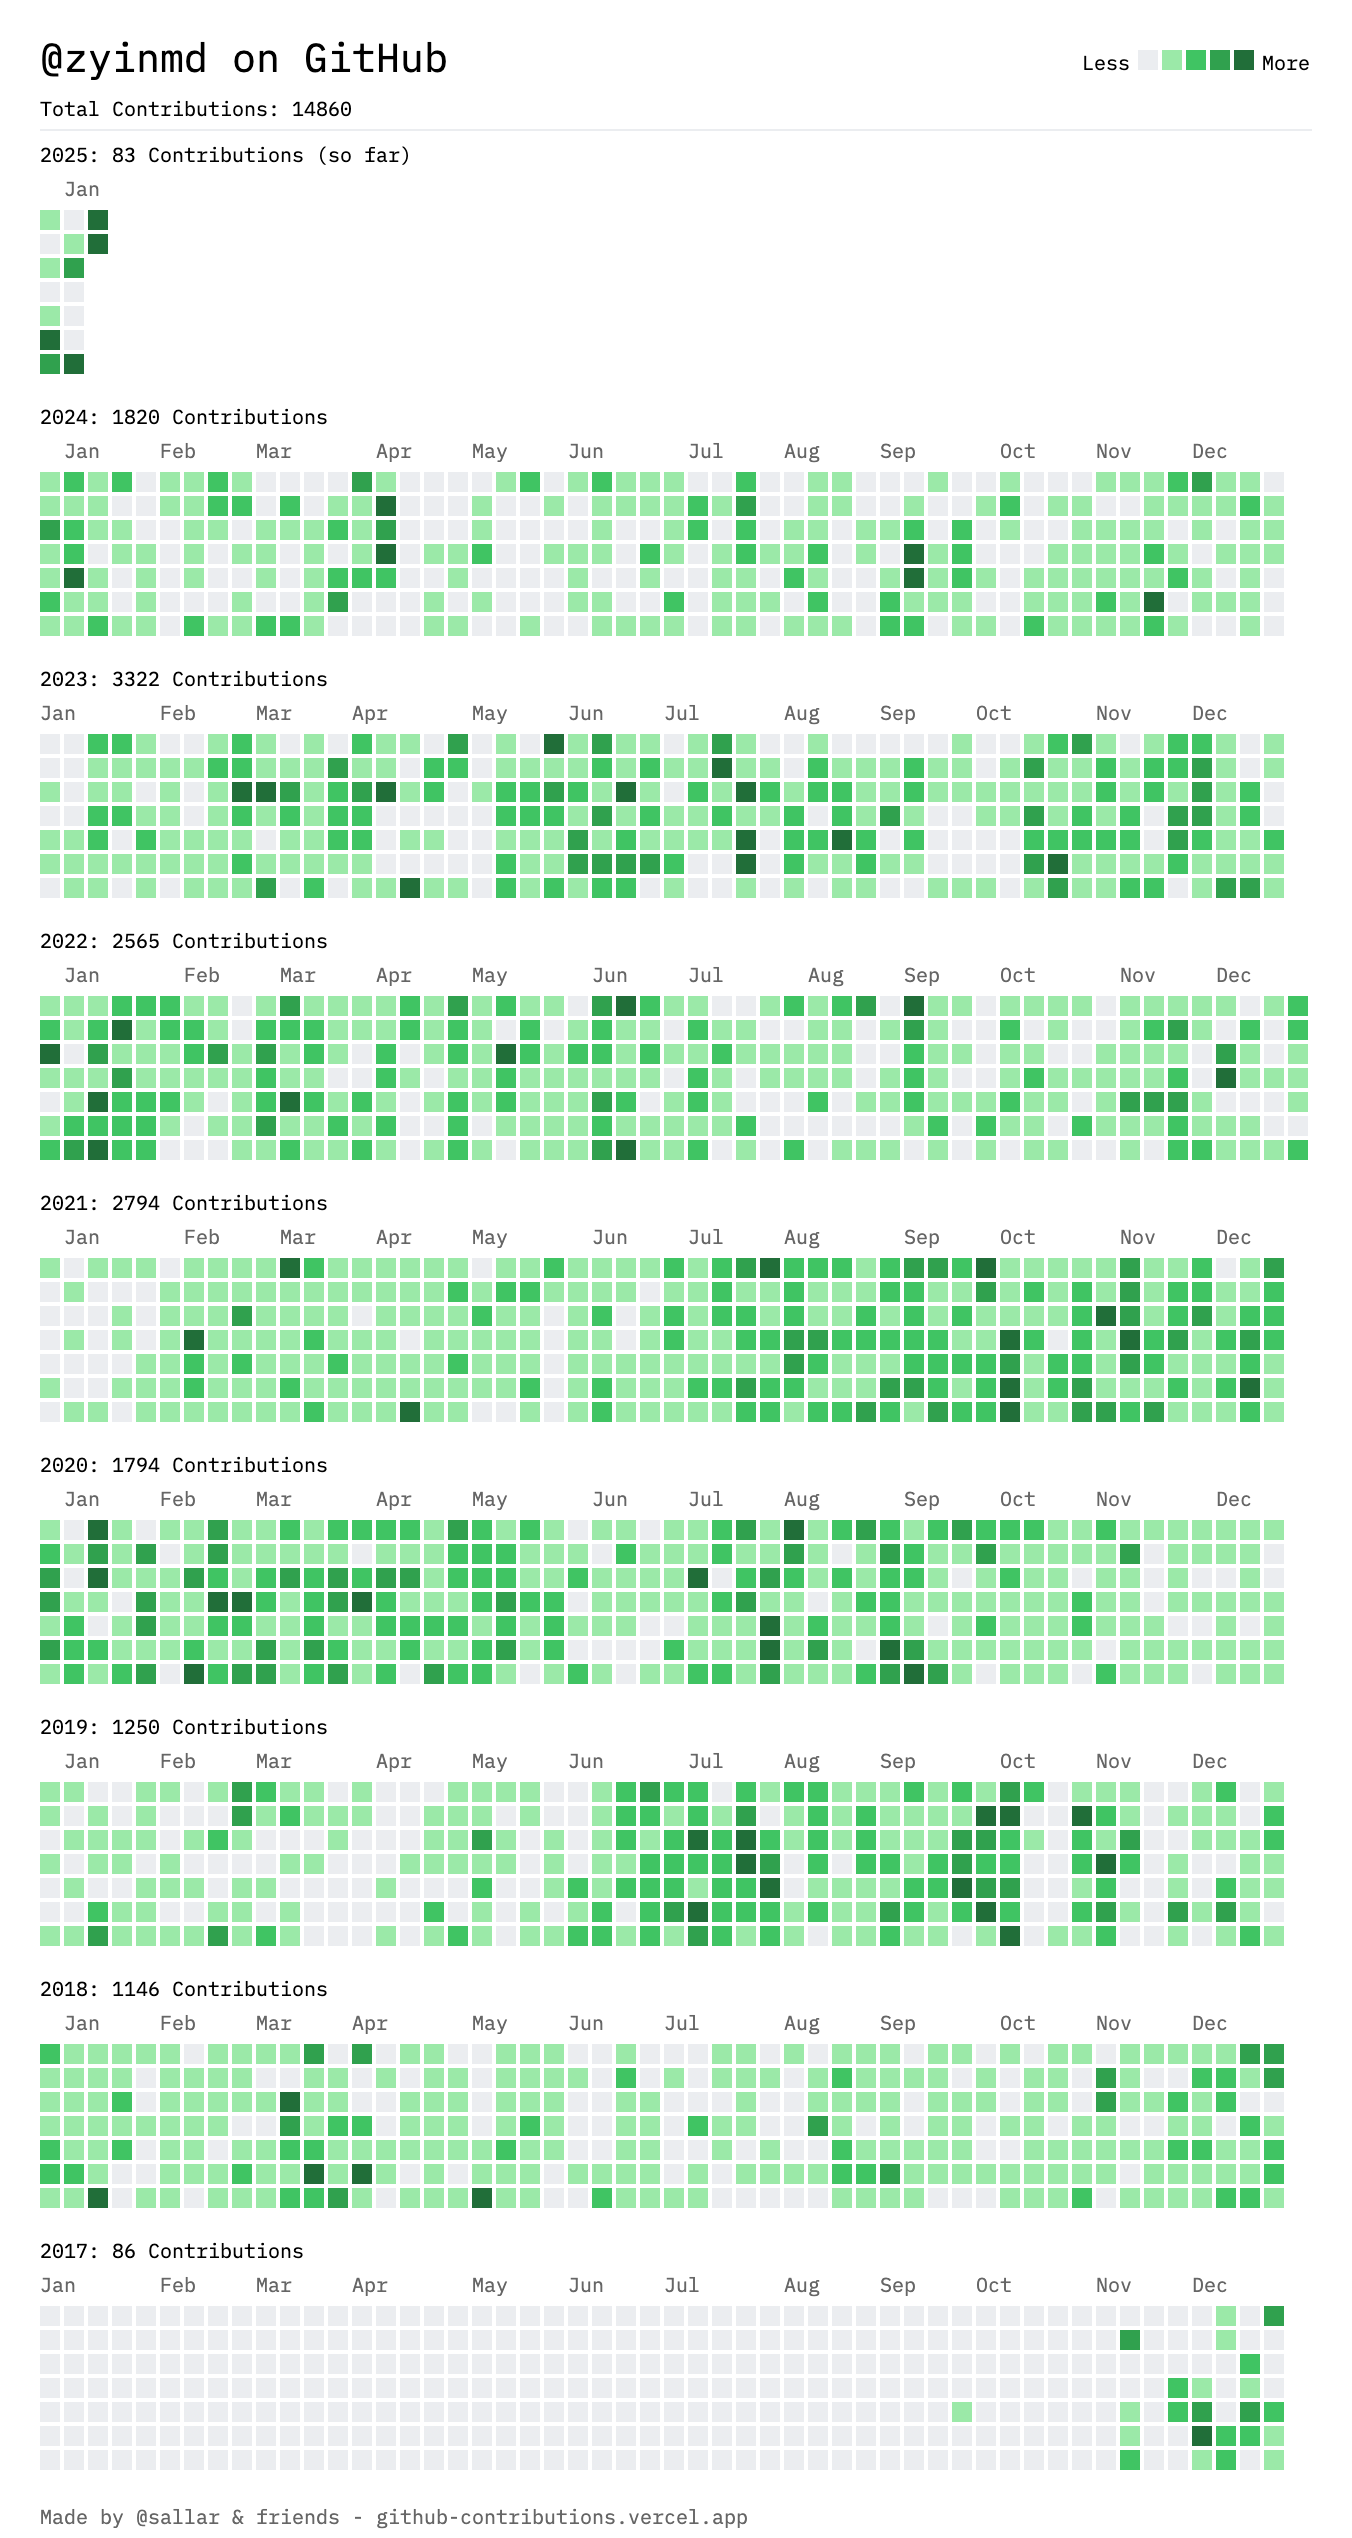 @zyinmd on GitHub
Less More
Total Contributions: 14860
2025: 83 Contributions (so far)
Jan
2024: 1820 Contributions
Jan Feb Mar Apr May Jun Jul Aug Sep Oct Nov Dec
2023: 3322 Contributions
Jan Feb Mar Apr May Jun Jul Aug Sep Oct Nov Dec
2022: 2565 Contributions
Jan Feb Mar Apr May Jun Jul Aug Sep Oct Nov Dec
2021: 2794 Contributions
Jan Feb Mar Apr May Jun Jul Aug Sep Oct Nov Dec
2020: 1794 Contributions
Jan Feb Mar Apr May Jun Jul Aug Sep Oct Nov Dec
2019: 1250 Contributions
Jan Feb Mar Apr May Jun Jul Aug Sep Oct Nov Dec
2018: 1146 Contributions
Jan Feb Mar Apr May Jun Jul Aug Sep Oct Nov Dec
2017: 86 Contributions
Jan Feb Mar Apr May Jun Jul Aug Sep Oct Nov Dec
Made by @sallar & friends - github-contributions.vercel.app